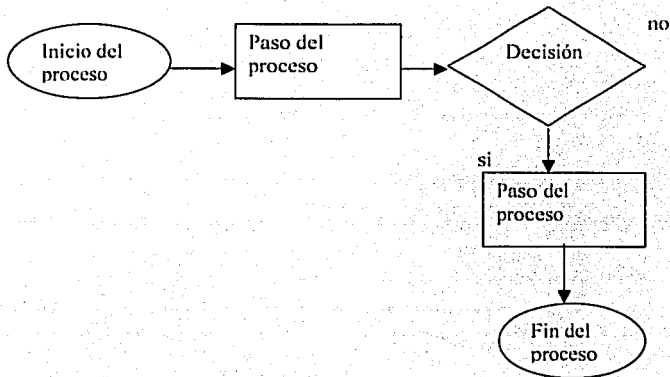 Inicio del
proceso
Paso del
proceso
Decisión
no
si
Paso del
proceso
Fin del
proceso